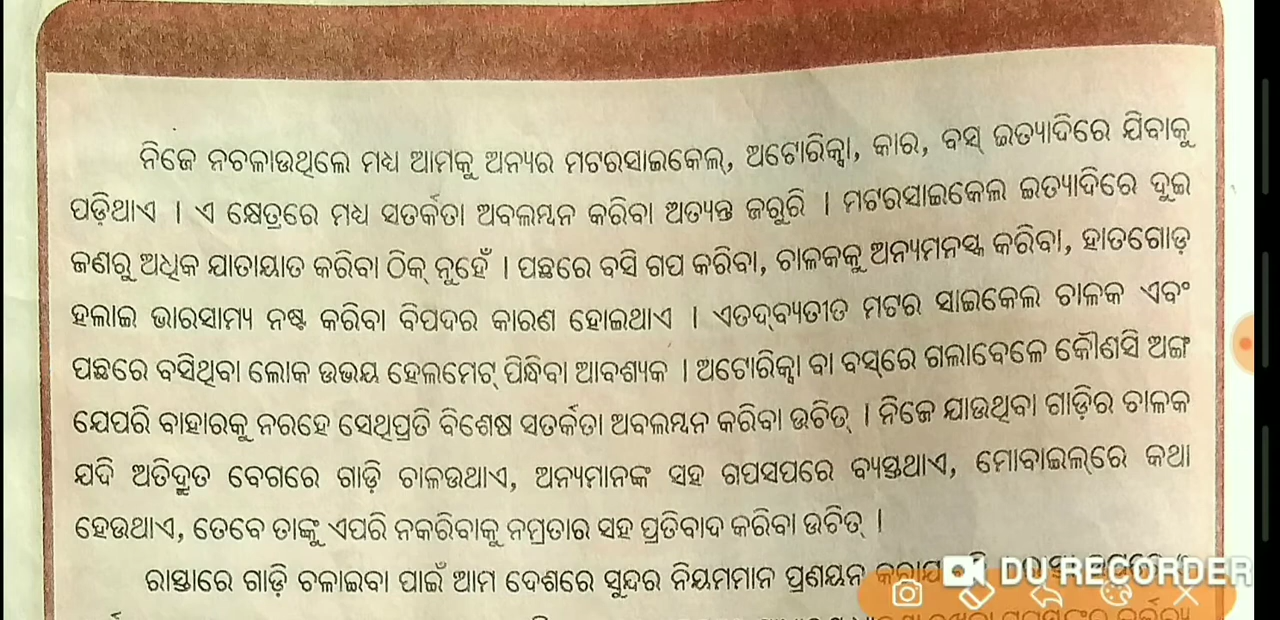 ନିଜେ ନଚଳାଉଥିଲେ ମଧ୍ୟ ଆମକୁ ଅନ୍ୟର ମଟରସାଇକେଲ୍, ଅଟୋରିକ୍ସା, କାର, ବସ୍ ଇତ୍ୟାଦିରେ ଯିବାକୁ
ପଡ଼ିଥାଏ । ଏ କ୍ଷେତ୍ରରେ ମଧ୍ୟ ସତର୍କତା ଅବଲମ୍ବନ କରିବା ଅତ୍ୟନ୍ତ ଜରୁରି । ମଟରସାଇକେଲ ଇତ୍ୟାଦିରେ ଦୁଇ
ଜଣରୁ ଅଧିକ ଯାତାୟାତ କରିବା ଠିକ୍ ନୁହେଁ । ପଛରେ ବସି ଗପ କରିବା, ଚାଳକକୁ ଅନ୍ୟମନସ୍କ କରିବା, ହାତଗୋଡ଼
ହଲାଇ ଭାରସାମ୍ୟ ନଷ୍ଟ କରିବା ବିପଦର କାରଣ ହୋଇଥାଏ । ଏତଦ୍‌ବ୍ୟତୀତ ମଟର ସାଇକେଲ ଚାଳକ ଏବଂ
ପଛରେ ବସିଥିବା ଲୋକ ଉଭୟ ହେଲମେଟ୍ ପିନ୍ଧିବା ଆବଶ୍ୟକ । ଅଟୋରିକ୍ସା ବା ବସ୍‌ରେ ଗଲାବେଳେ କୌଣସି ଅଙ୍ଗ
ଯେପରି ବାହାରକୁ ନରହେ ସେଥିପ୍ରତି ବିଶେଷ ସତର୍କତା ଅବଲମ୍ବନ କରିବା ଉଚିତ୍ । ନିଜେ ଯାଉଥିବା ଗାଡ଼ିର ଚାଳକ
ଯଦି ଅତିଦ୍ରୁତ ବେଗରେ ଗାଡ଼ି ଚାଳଉଥାଏ, ଅନ୍ୟମାନଙ୍କ ସହ ଗପସପରେ ବ୍ୟସ୍ତଥାଏ, ମୋବାଇଲ୍‌ରେ କଥା
ହେଉଥାଏ, ତେବେ ତାଙ୍କୁ ଏପରି ନକରିବାକୁ ନମ୍ରତାର ସହ ପ୍ରତିବାଦ କରିବା ଉଚିତ୍ ।
ରାସ୍ତାରେ ଗାଡ଼ି ଚଳାଇବା ପାଇଁ ଆମ ଦେଶରେ ସୁନ୍ଦର ନିୟମମାନ ପ୍ରଣୟନ
DU RECORDER